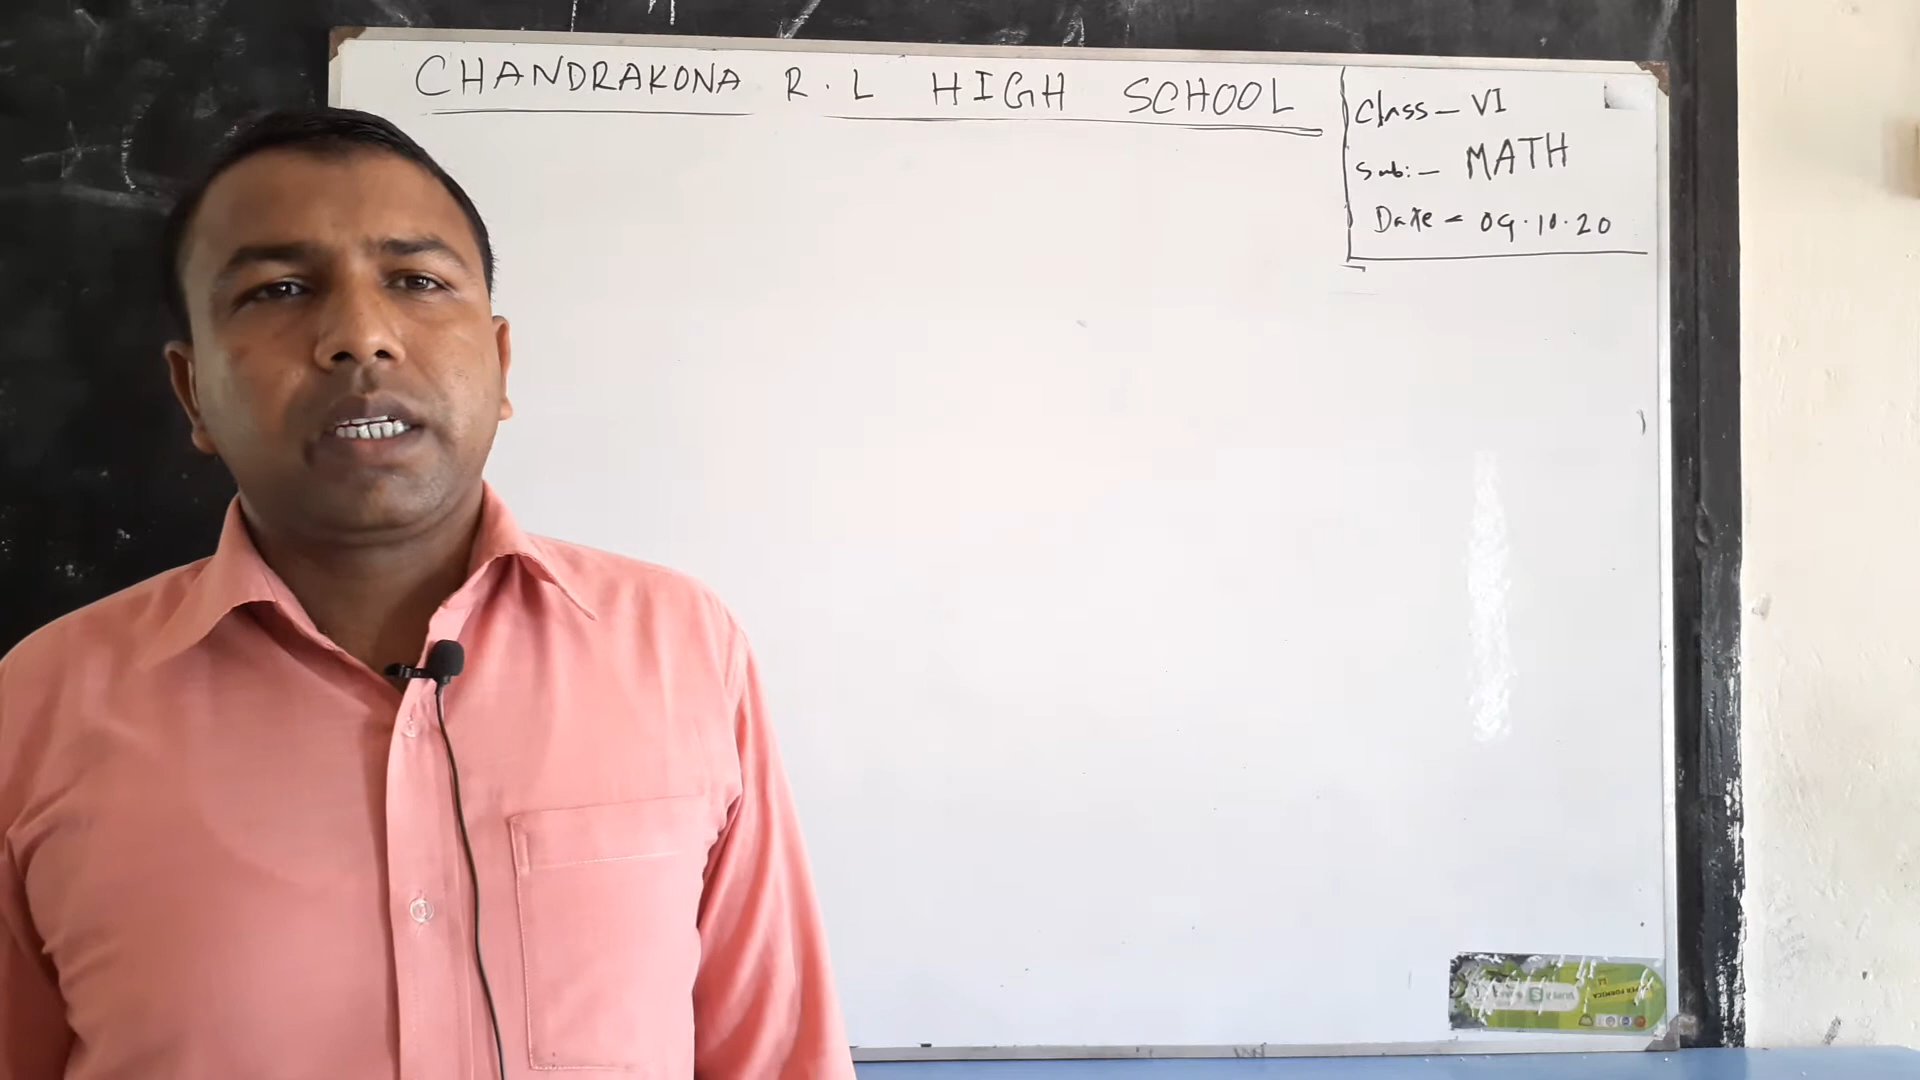 CHANDRAKONA R.L HIGH SCHOOL
Class - VI
Sub:- MATH
Date - 09.10.20